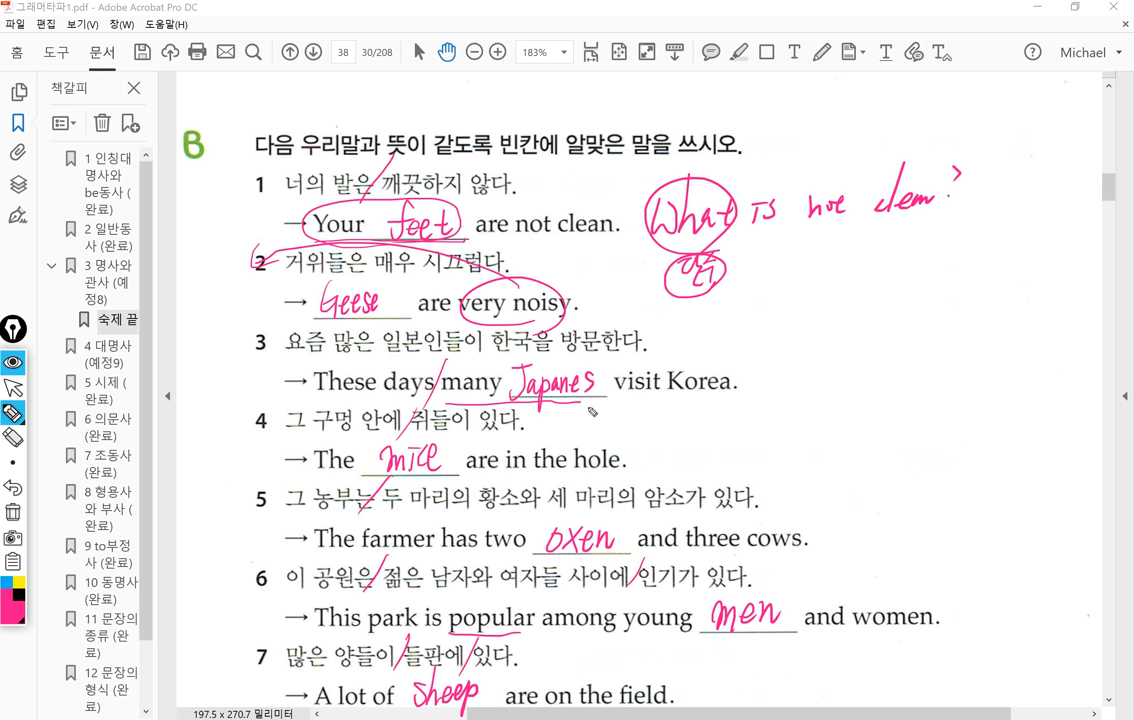 그래머타파1.pdf - Adobe Acrobat Pro DC
파일 편집 보기(V) 창(W) 도움말(H)
홈 도구 문서 38 30/208 183% Michael
책갈피
1 인칭대
명사와
be동사 (
완료)
2 일반동
사 (완료)
3 명사와
관사 (예
정8)
숙제 끝
4 대명사
(예정9)
5 시제 (
완료)
6 의문사
(완료)
7 조동사
(완료)
8 형용사
와 부사 (
완료)
9 to부정
사 (완료)
10 동명사
(완료)
11 문장의
종류 (완
료)
12 문장의
형식 (완
료)
B 다음 우리말과 뜻이 같도록 빈칸에 알맞은 말을 쓰시오.
1 너의 발은 깨끗하지 않다.
→ Your feet are not clean.
What is not clean?
2 거위들은 매우 시끄럽다.
→ Geese are very noisy.
3 요즘 많은 일본인들이 한국을 방문한다.
→ These days many Japanes visit Korea.
4 그 구멍 안에 쥐들이 있다.
→ The mice are in the hole.
5 그 농부는 두 마리의 황소와 세 마리의 암소가 있다.
→ The farmer has two oxen and three cows.
6 이 공원은 젊은 남자와 여자들 사이에 인기가 있다.
→ This park is popular among young men and women.
7 많은 양들이 들판에 있다.
→ A lot of sheep are on the field.
197.5 x 270.7 밀리미터